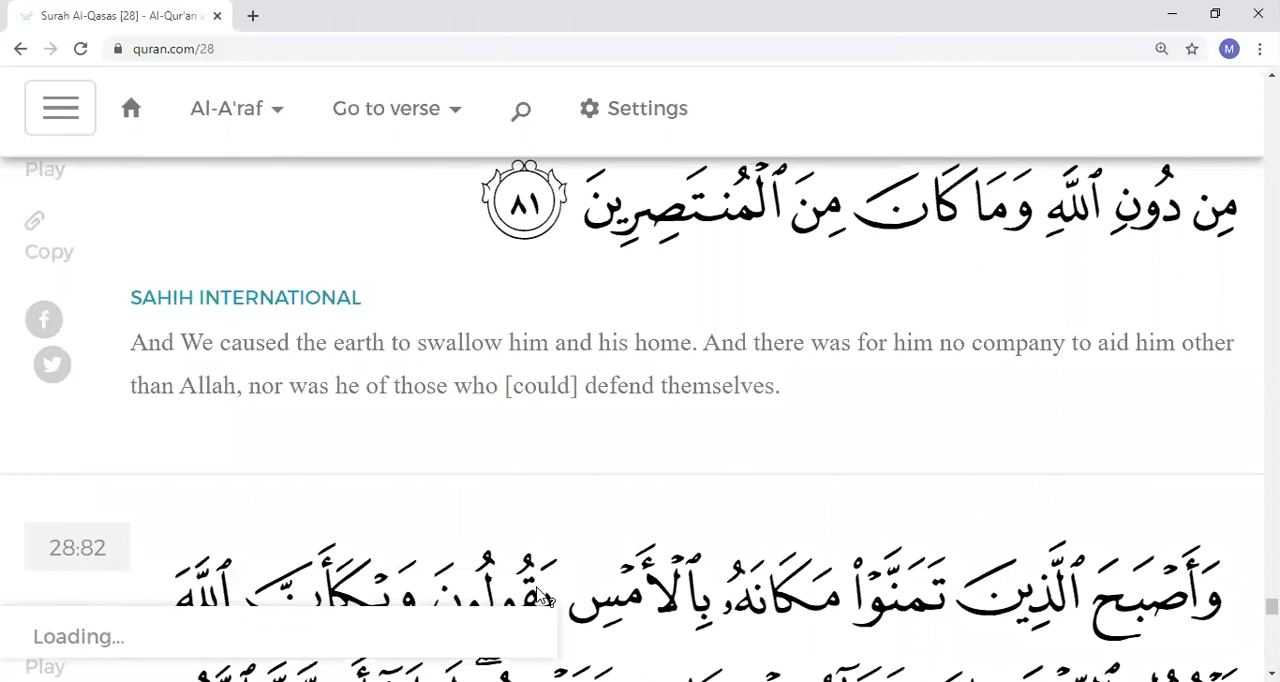 Surah Al-Qasas [28] - Al-Qur'an a
quran.com/28
M
Al-A'raf
Go to verse
Settings
Play
مِن دُونِ ٱللَّهِ وَمَا كَانَ مِنَ ٱلْمُنتَصِرِينَ ٨١
Copy
SAHIH INTERNATIONAL
And We caused the earth to swallow him and his home. And there was for him no company to aid him other
than Allah, nor was he of those who [could] defend themselves.
28:82
وَأَصْبَحَ ٱلَّذِينَ تَمَنَّوْا۟ مَكَانَهُۥ بِٱلْأَمْسِ يَقُولُونَ وَيْكَأَنَّ ٱللَّهَ
Loading...
Play